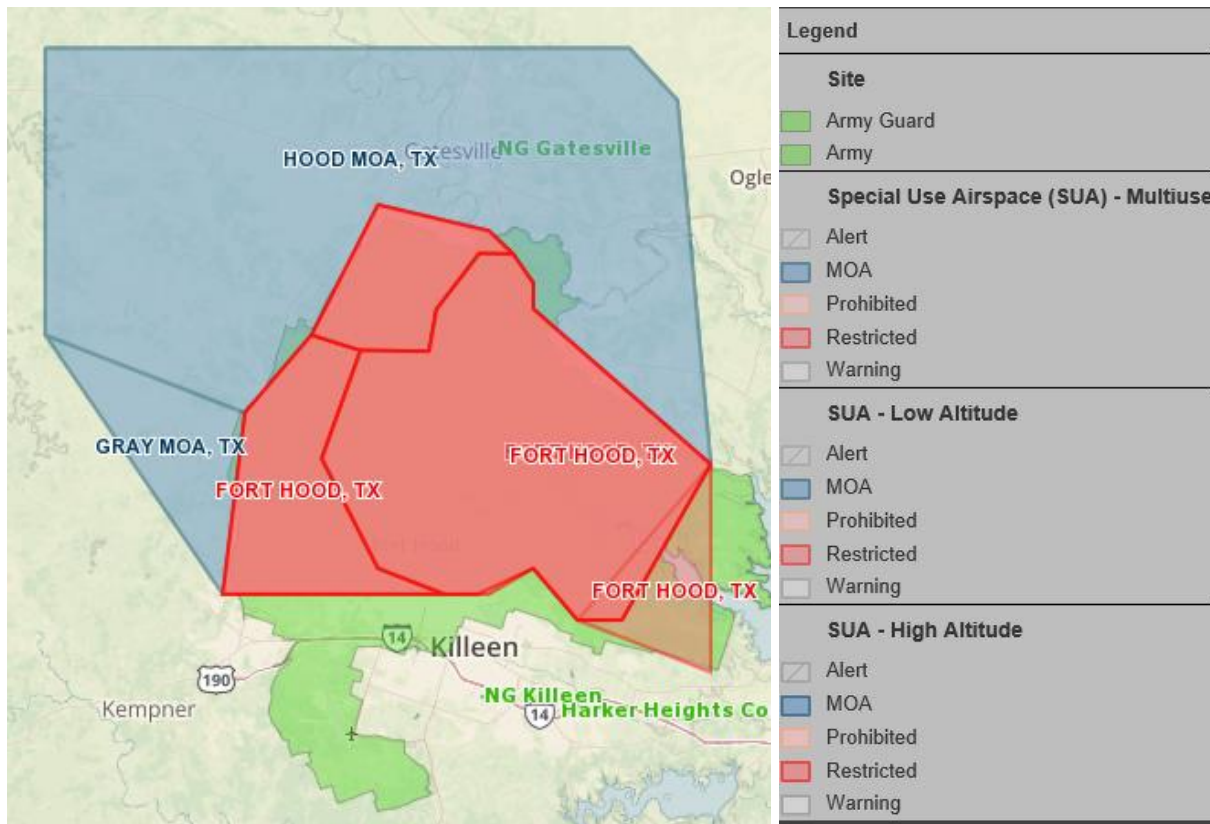 Gatesville
NG Gatesville
HOOD MOA, TX
Ogle
GRAY MOA, TX
FORT HOOD, TX
FORT HOOD, TX
FORT HOOD, TX
14
Killeen
190
Kempner
NG Killeen
Harker Heights Co
14
Legend
Site
Army Guard
Army
Special Use Airspace (SUA) - Multiuse
Alert
MOA
Prohibited
Restricted
Warning
SUA - Low Altitude
Alert
MOA
Prohibited
Restricted
Warning
SUA - High Altitude
Alert
MOA
Prohibited
Restricted
Warning